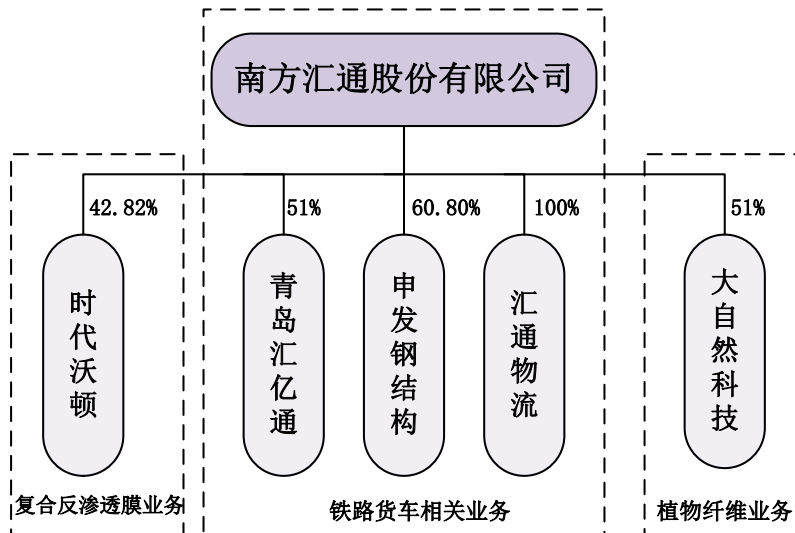 南方汇通股份有限公司
42.82%
51%
60.80%
100%
51%
时代沃顿
青岛汇亿通
申发钢结构
汇通物流
大自然科技
复合反渗透膜业务
铁路货车相关业务
植物纤维业务